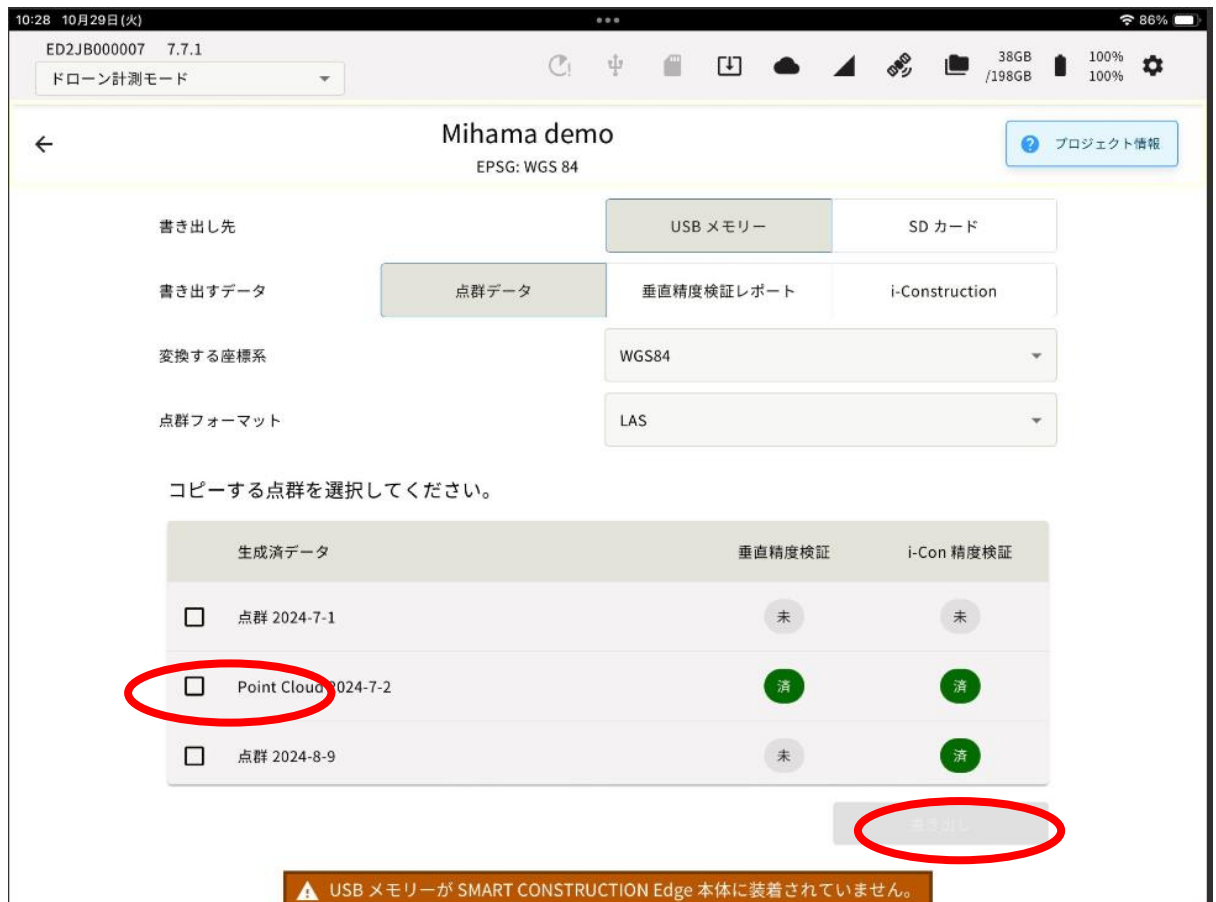 10:28 10月29日(火)
86%
ED2JB000007 7.7.1
ドローン計測モード
38GB
/198GB
100%
100%
Mihama demo
EPSG: WGS 84
プロジェクト情報
書き出し先
USB メモリー
SD カード
書き出すデータ
点群データ
垂直精度検証レポート
i-Construction
変換する座標系
WGS84
点群フォーマット
LAS
コピーする点群を選択してください。
生成済データ
垂直精度検証
i-Con 精度検証
点群 2024-7-1
未
未
Point Cloud 2024-7-2
済
済
点群 2024-8-9
未
済
書き出し
USB メモリーが SMART CONSTRUCTION Edge 本体に装着されていません。